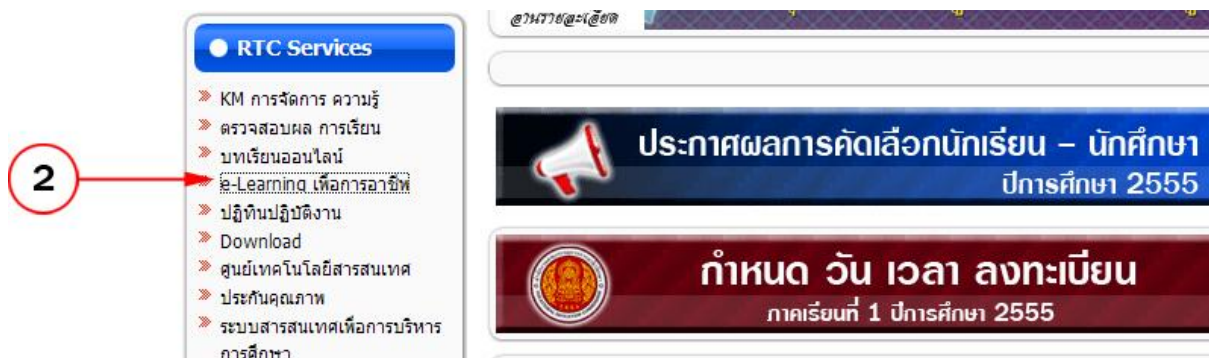 อ่านรายละเอียด
RTC Services
KM การจัดการ ความรู้
ตรวจสอบผล การเรียน
บทเรียนออนไลน์
2
e-Learning เพื่อการอาชีพ
ปฏิทินปฏิบัติงาน
Download
ศูนย์เทคโนโลยีสารสนเทศ
ประกันคุณภาพ
ระบบสารสนเทศเพื่อการบริหาร
การศึกษา
ประกาศผลการคัดเลือกนักเรียน – นักศึกษา
ปีการศึกษา 2555
กำหนด วัน เวลา ลงทะเบียน
ภาคเรียนที่ 1 ปีการศึกษา 2555